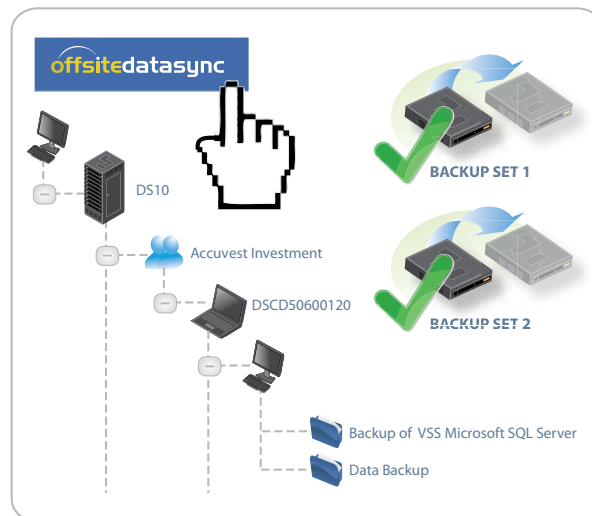 offsitedatasync
DS10
Accuvest Investment
DSCD50600120
Backup of VSS Microsoft SQL Server
Data Backup
BACKUP SET 1
BACKUP SET 2